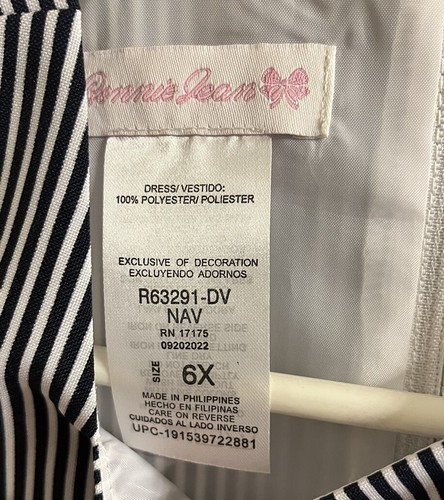 Bonnie Jean
DRESS/ VESTIDO:
100% POLYESTER/ POLIESTER
EXCLUSIVE OF DECORATION
EXCLUYENDO ADORNOS
R63291-DV
NAV
RN 17175
09202022
SIZE 6X
MADE IN PHILIPPINES
HECHO EN FILIPINAS
CARE ON REVERSE
CUIDADOS AL LADO INVERSO
UPC-191539722881